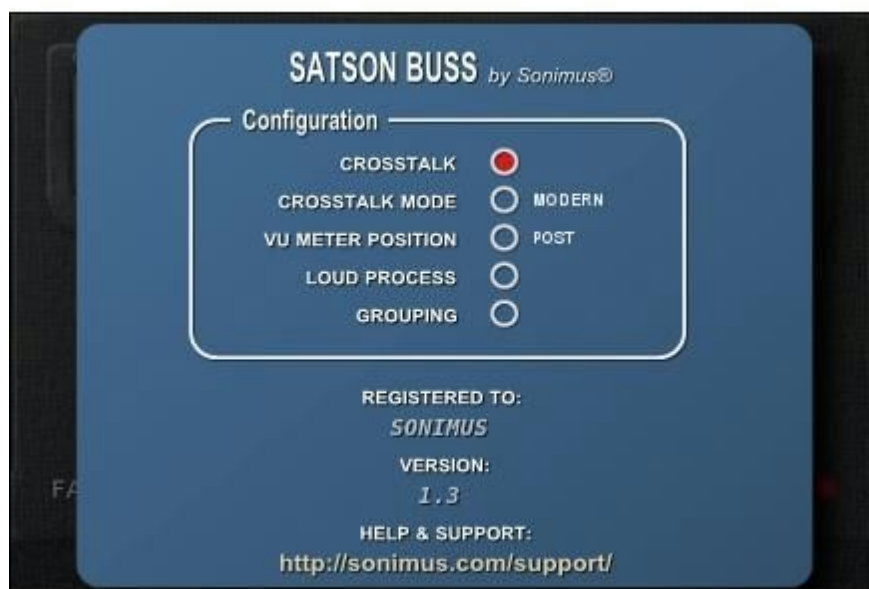 SATSON BUSS by Sonimus®
Configuration
CROSSTALK
CROSSTALK MODE MODERN
VU METER POSITION POST
LOUD PROCESS
GROUPING
REGISTERED TO:
SONIMUS
VERSION:
1.3
HELP & SUPPORT:
http://sonimus.com/support/